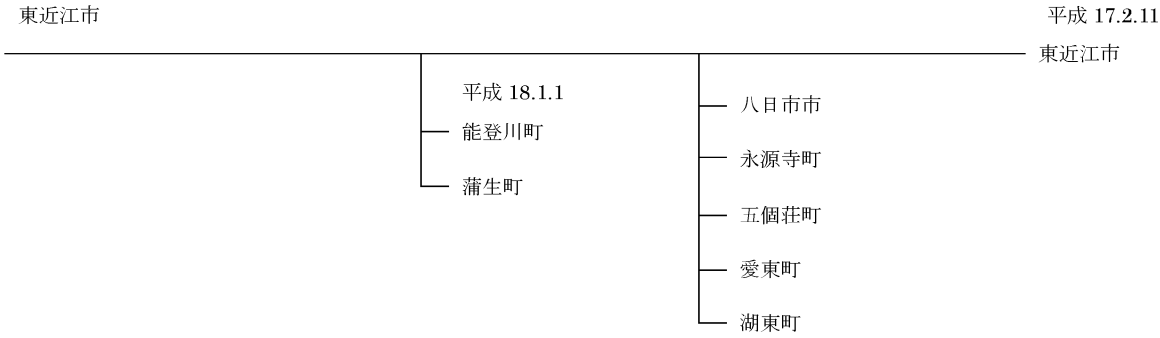 東近江市
平成 17.2.11
東近江市
平成 18.1.1
能登川町
蒲生町
八日市市
永源寺町
五個荘町
愛東町
湖東町